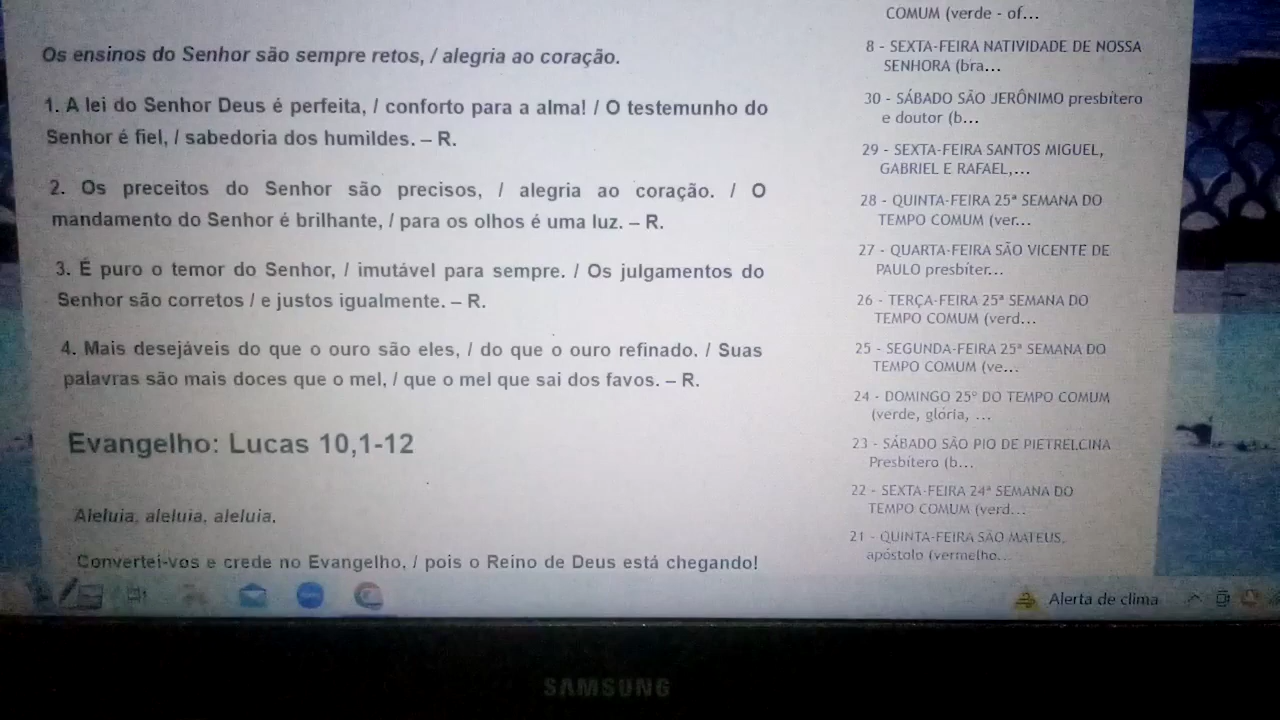 Os ensinos do Senhor são sempre retos, / alegria ao coração.
1. A lei do Senhor Deus é perfeita, / conforto para a alma! / O testemunho do
Senhor é fiel, / sabedoria dos humildes. – R.
2. Os preceitos do Senhor são precisos, / alegria ao coração. / O
mandamento do Senhor é brilhante, / para os olhos é uma luz. – R.
3. É puro o temor do Senhor, / imutável para sempre. / Os julgamentos do
Senhor são corretos / e justos igualmente. – R.
4. Mais desejáveis do que o ouro são eles, / do que o ouro refinado. / Suas
palavras são mais doces que o mel, / que o mel que sai dos favos. – R.
Evangelho: Lucas 10,1-12
Aleluia, aleluia, aleluia.
Convertei-vos e crede no Evangelho, / pois o Reino de Deus está chegando!
COMUM (verde - of...
8 - SEXTA-FEIRA NATIVIDADE DE NOSSA
SENHORA (bra...
30 - SÁBADO SÃO JERÔNIMO presbítero
e doutor (b...
29 - SEXTA-FEIRA SANTOS MIGUEL,
GABRIEL E RAFAEL,...
28 - QUINTA-FEIRA 25ª SEMANA DO
TEMPO COMUM (ver...
27 - QUARTA-FEIRA SÃO VICENTE DE
PAULO presbíter...
26 - TERÇA-FEIRA 25ª SEMANA DO
TEMPO COMUM (verd...
25 - SEGUNDA-FEIRA 25ª SEMANA DO
TEMPO COMUM (ve...
24 - DOMINGO 25º DO TEMPO COMUM
(verde, glória, ...
23 - SÁBADO SÃO PIO DE PIETRELCINA
Presbítero (b...
22 - SEXTA-FEIRA 24ª SEMANA DO
TEMPO COMUM (verd...
21 - QUINTA-FEIRA SÃO MATEUS,
apóstolo (vermelho...
Alerta de clima
SAMSUNG